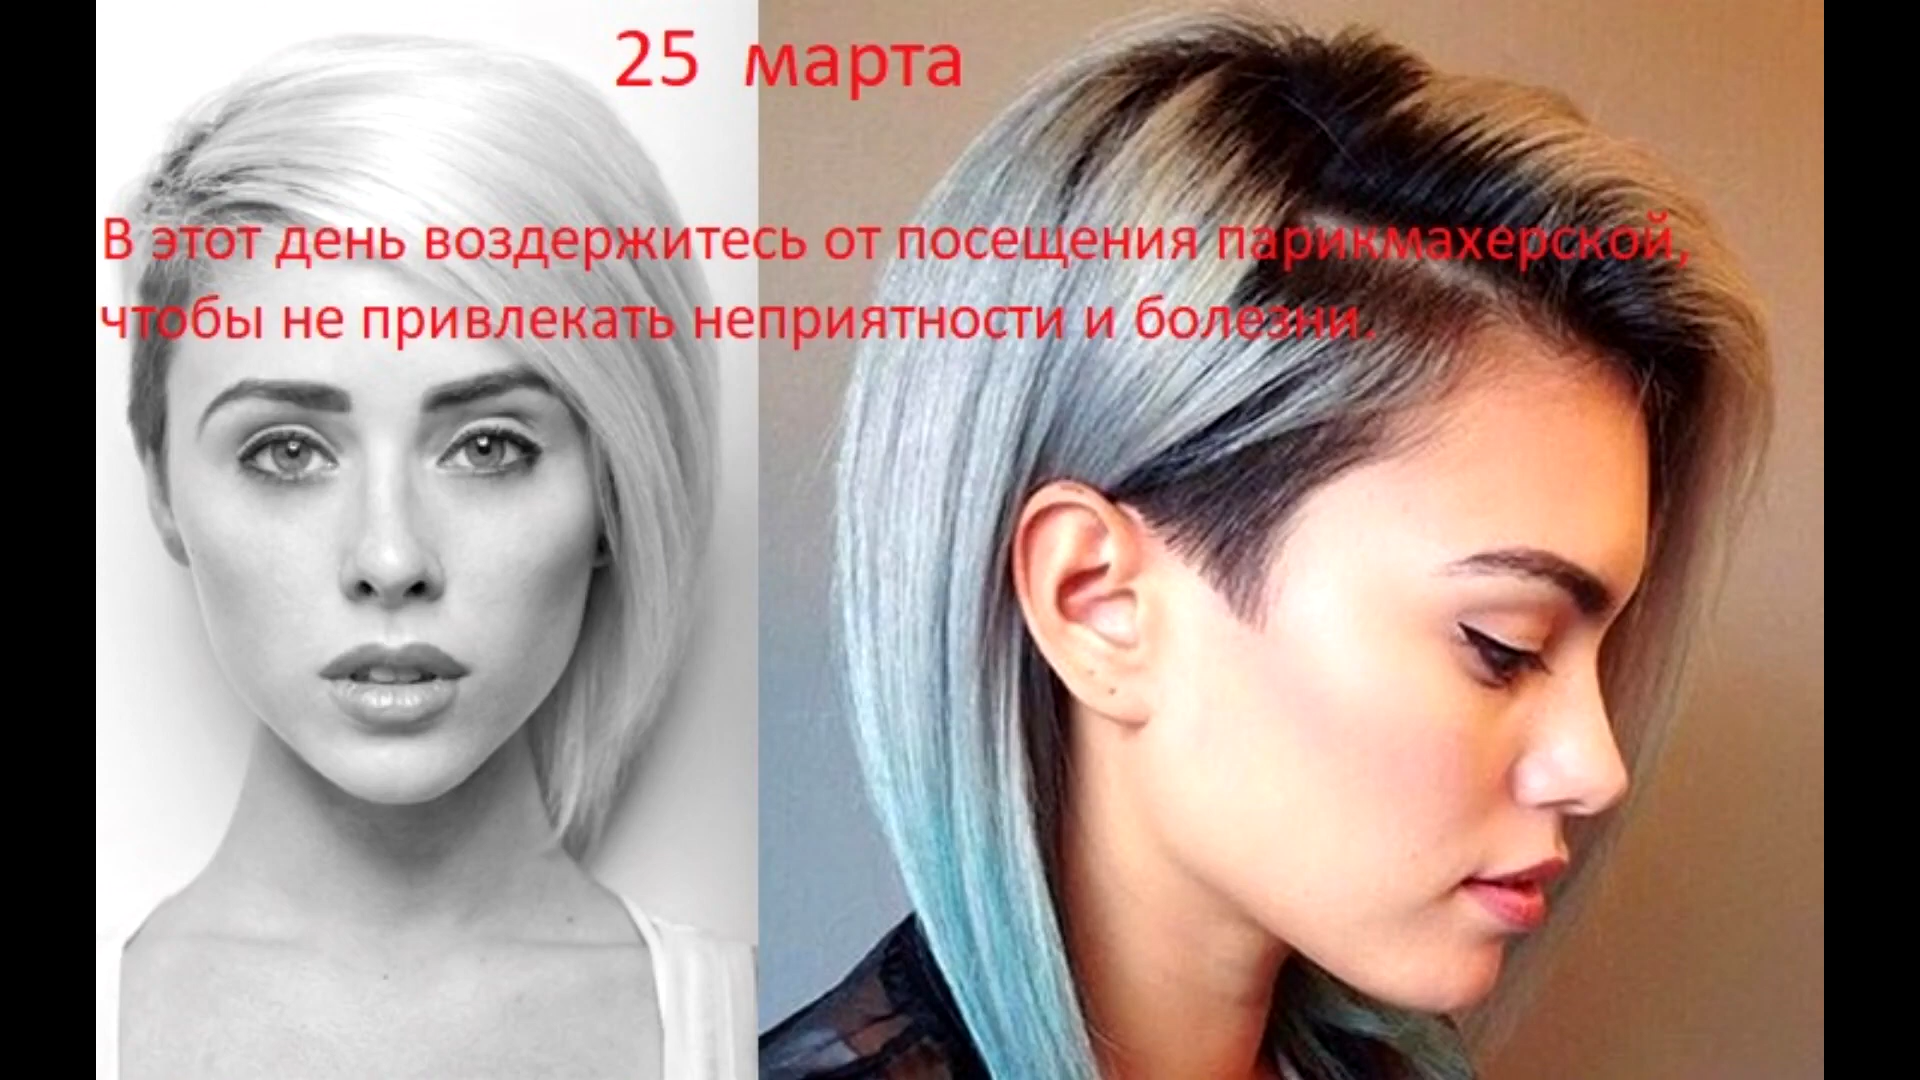 25 марта
В этот день воздержитесь от посещения парикмахерской,
чтобы не привлекать неприятности и болезни.